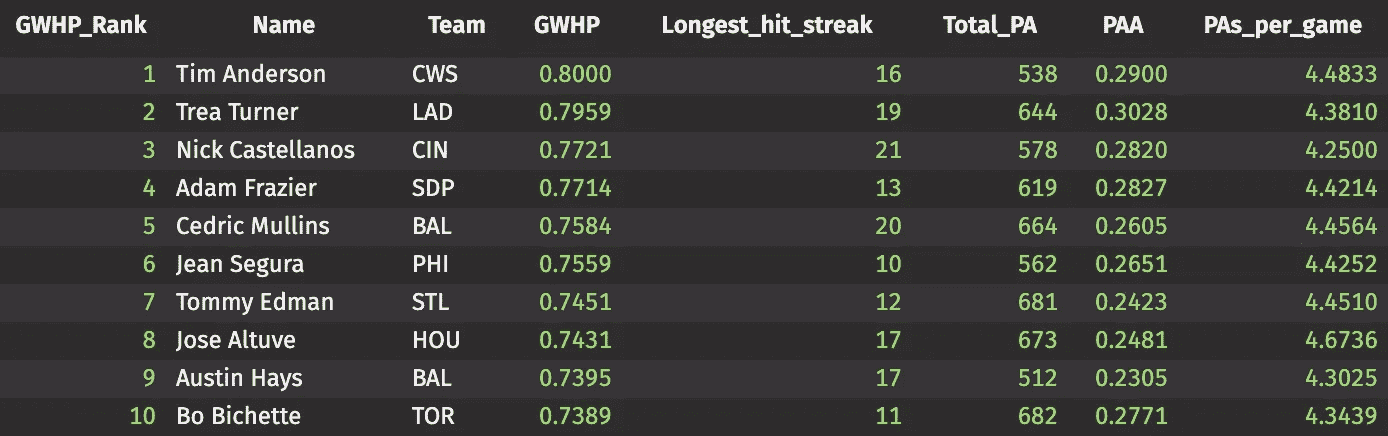 GWHP_Rank Name Team GWHP Longest_hit_streak Total_PA PAA PAs_per_game
1 Tim Anderson CWS 0.8000 16 538 0.2900 4.4833
2 Trea Turner LAD 0.7959 19 644 0.3028 4.3810
3 Nick Castellanos CIN 0.7721 21 578 0.2820 4.2500
4 Adam Frazier SDP 0.7714 13 619 0.2827 4.4214
5 Cedric Mullins BAL 0.7584 20 664 0.2605 4.4564
6 Jean Segura PHI 0.7559 10 562 0.2651 4.4252
7 Tommy Edman STL 0.7451 12 681 0.2423 4.4510
8 Jose Altuve HOU 0.7431 17 673 0.2481 4.6736
9 Austin Hays BAL 0.7395 17 512 0.2305 4.3025
10 Bo Bichette TOR 0.7389 11 682 0.2771 4.3439